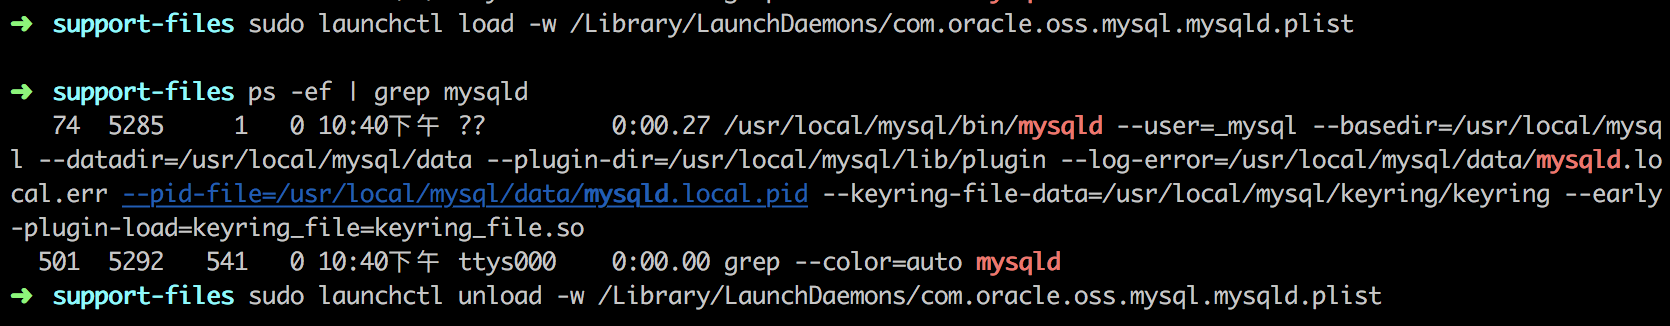 ➜  support-files sudo launchctl load -w /Library/LaunchDaemons/com.oracle.oss.mysql.mysqld.plist
➜  support-files ps -ef | grep mysqld
   74  5285     1   0 10:40下午 ??         0:00.27 /usr/local/mysql/bin/mysqld --user=_mysql --basedir=/usr/local/mysq
l --datadir=/usr/local/mysql/data --plugin-dir=/usr/local/mysql/lib/plugin --log-error=/usr/local/mysql/data/mysqld.lo
cal.err --pid-file=/usr/local/mysql/data/mysqld.local.pid --keyring-file-data=/usr/local/mysql/keyring/keyring --early
-plugin-load=keyring_file=keyring_file.so
  501  5292   541   0 10:40下午 ttys000    0:00.00 grep --color=auto mysqld
➜  support-files sudo launchctl unload -w /Library/LaunchDaemons/com.oracle.oss.mysql.mysqld.plist